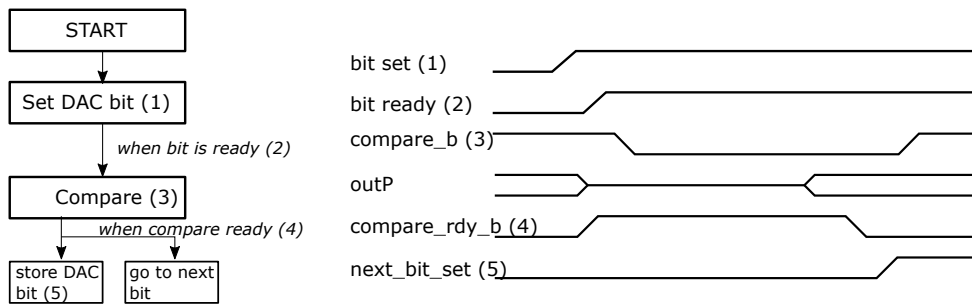 START
Set DAC bit (1)
when bit is ready (2)
Compare (3)
when compare ready (4)
store DAC
bit (5)
go to next
bit
bit set (1)
bit ready (2)
compare_b (3)
outP
compare_rdy_b (4)
next_bit_set (5)